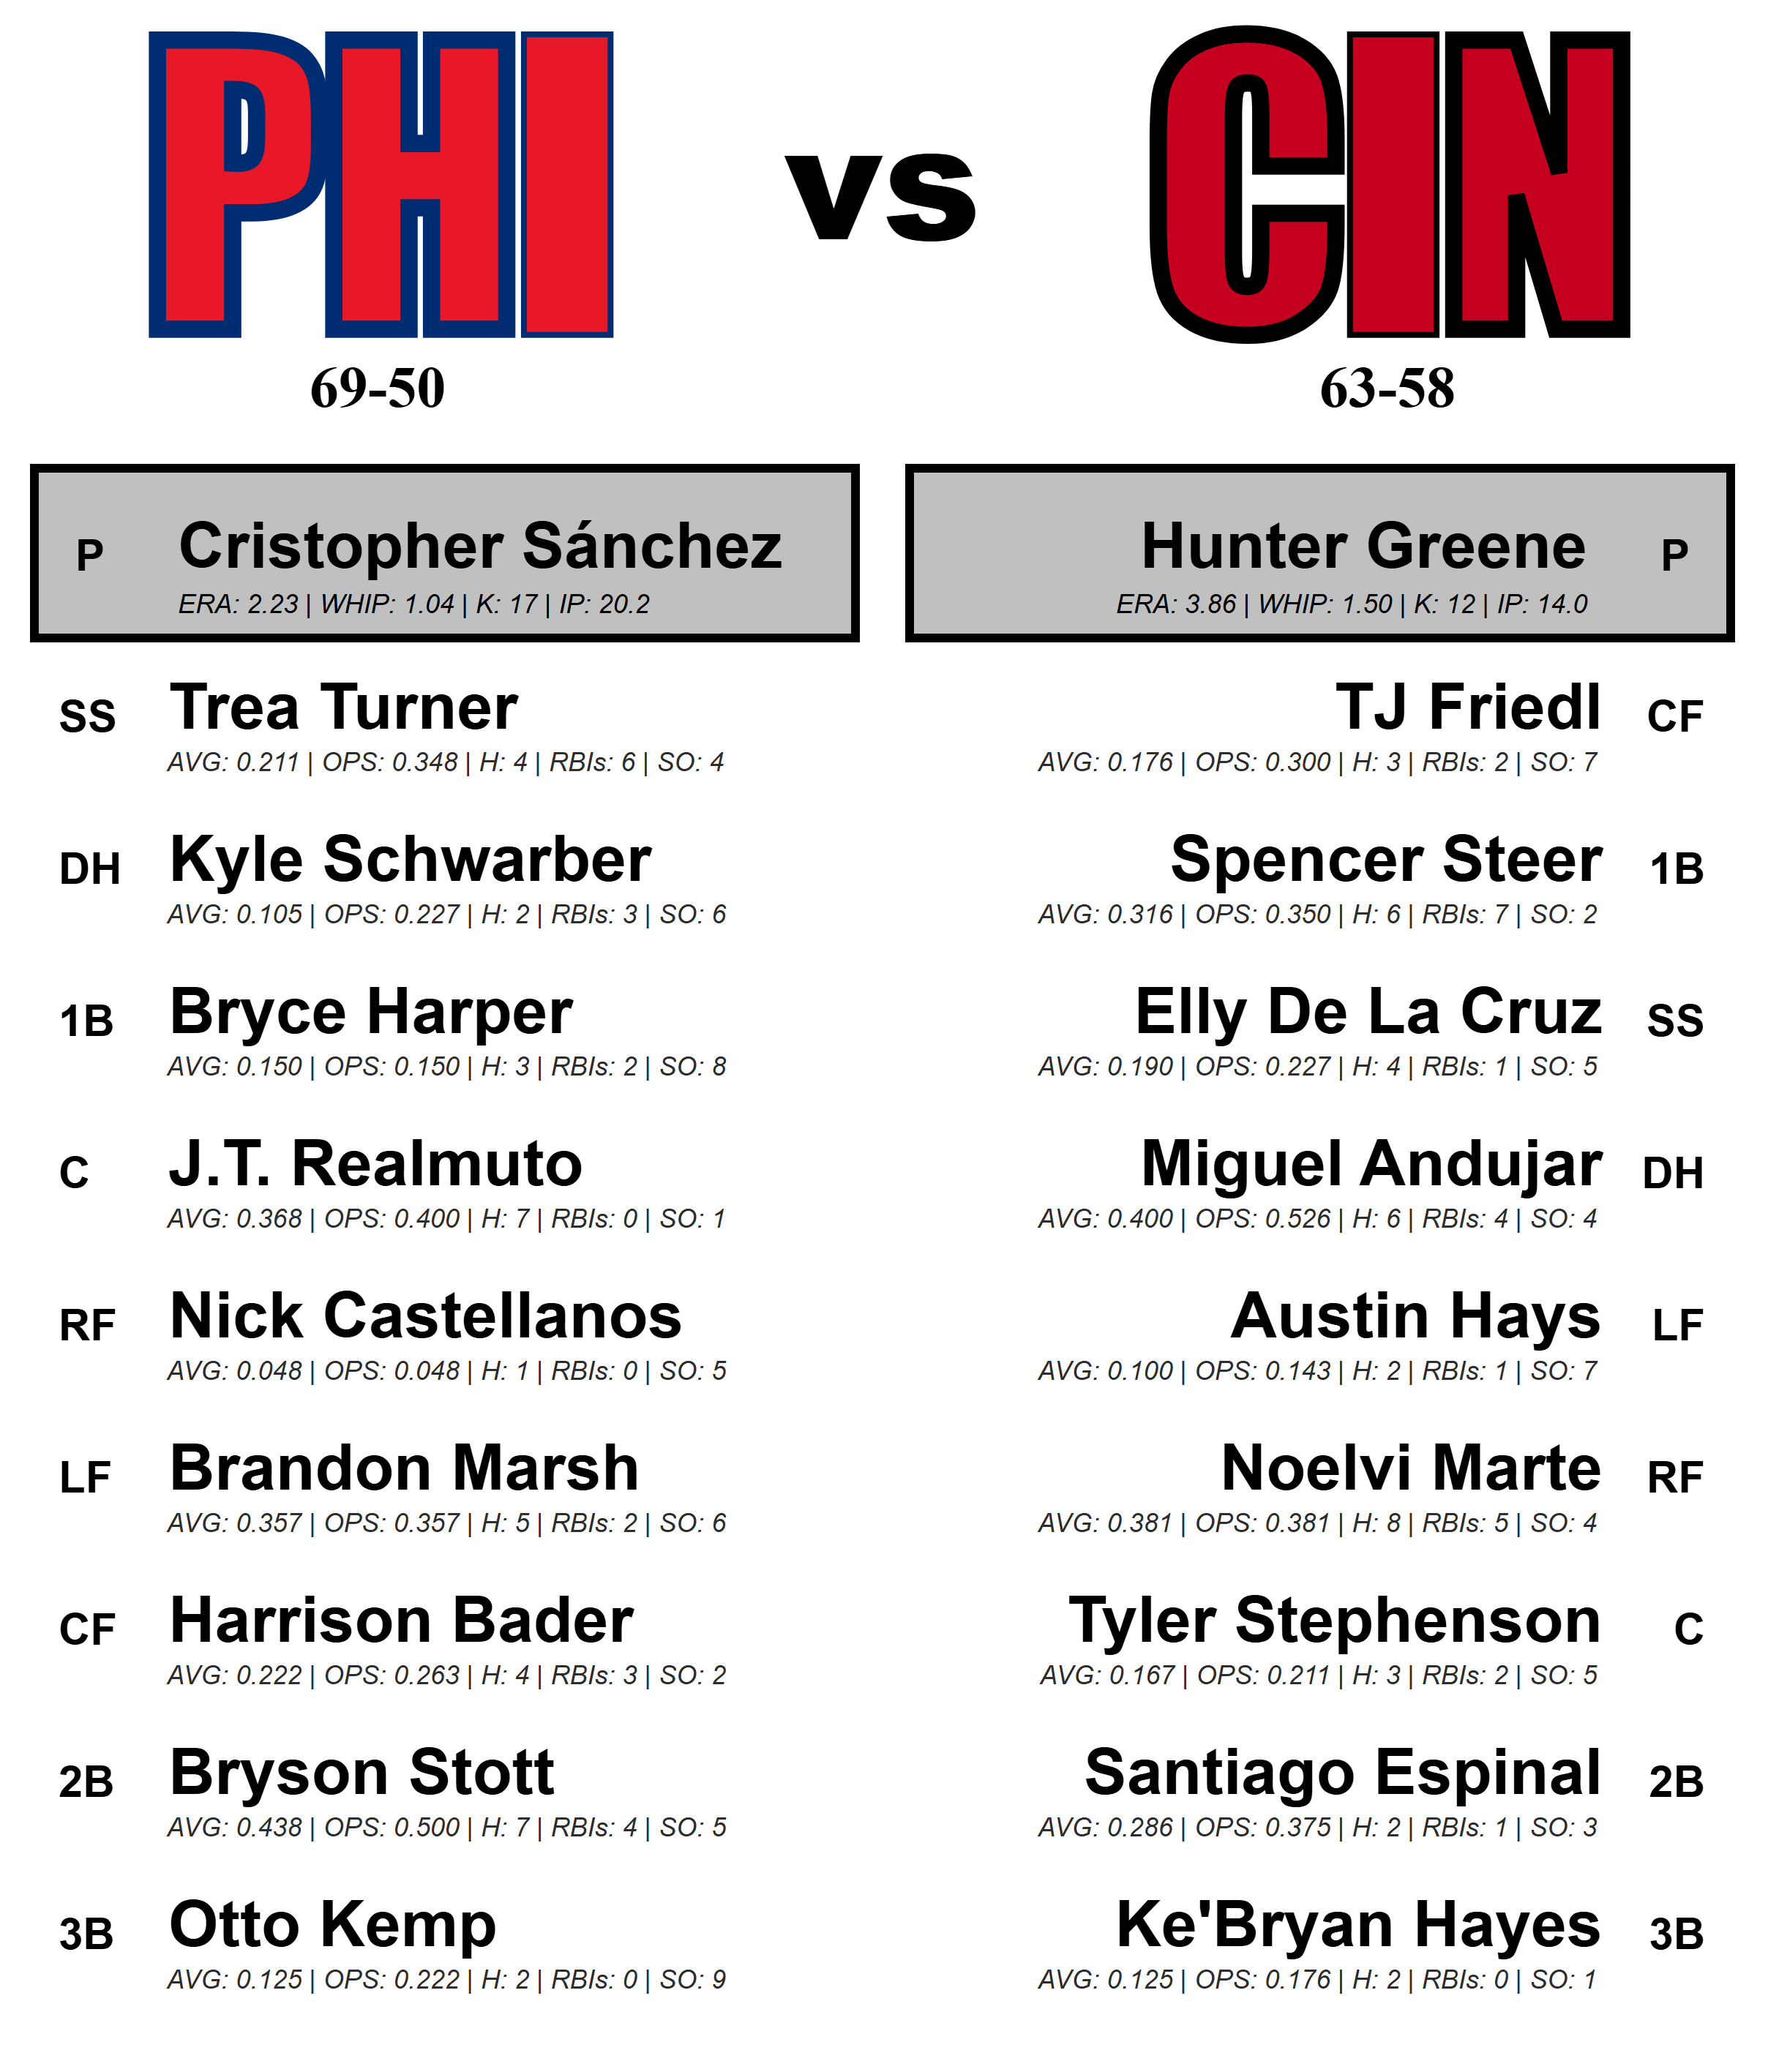 PHI vs CIN
69-50 63-58
P Cristopher Sánchez
ERA: 2.23 | WHIP: 1.04 | K: 17 | IP: 20.2
SS Trea Turner
AVG: 0.211 | OPS: 0.348 | H: 4 | RBIs: 6 | SO: 4
DH Kyle Schwarber
AVG: 0.105 | OPS: 0.227 | H: 2 | RBIs: 3 | SO: 6
1B Bryce Harper
AVG: 0.150 | OPS: 0.150 | H: 3 | RBIs: 2 | SO: 8
C J.T. Realmuto
AVG: 0.368 | OPS: 0.400 | H: 7 | RBIs: 0 | SO: 1
RF Nick Castellanos
AVG: 0.048 | OPS: 0.048 | H: 1 | RBIs: 0 | SO: 5
LF Brandon Marsh
AVG: 0.357 | OPS: 0.357 | H: 5 | RBIs: 2 | SO: 6
CF Harrison Bader
AVG: 0.222 | OPS: 0.263 | H: 4 | RBIs: 3 | SO: 2
2B Bryson Stott
AVG: 0.438 | OPS: 0.500 | H: 7 | RBIs: 4 | SO: 5
3B Otto Kemp
AVG: 0.125 | OPS: 0.222 | H: 2 | RBIs: 0 | SO: 9
Hunter Greene P
ERA: 3.86 | WHIP: 1.50 | K: 12 | IP: 14.0
TJ Friedl CF
AVG: 0.176 | OPS: 0.300 | H: 3 | RBIs: 2 | SO: 7
Spencer Steer 1B
AVG: 0.316 | OPS: 0.350 | H: 6 | RBIs: 7 | SO: 2
Elly De La Cruz SS
AVG: 0.190 | OPS: 0.227 | H: 4 | RBIs: 1 | SO: 5
Miguel Andujar DH
AVG: 0.400 | OPS: 0.526 | H: 6 | RBIs: 4 | SO: 4
Austin Hays LF
AVG: 0.100 | OPS: 0.143 | H: 2 | RBIs: 1 | SO: 7
Noelvi Marte RF
AVG: 0.381 | OPS: 0.381 | H: 8 | RBIs: 5 | SO: 4
Tyler Stephenson C
AVG: 0.167 | OPS: 0.211 | H: 3 | RBIs: 2 | SO: 5
Santiago Espinal 2B
AVG: 0.286 | OPS: 0.375 | H: 2 | RBIs: 1 | SO: 3
Ke'Bryan Hayes 3B
AVG: 0.125 | OPS: 0.176 | H: 2 | RBIs: 0 | SO: 1